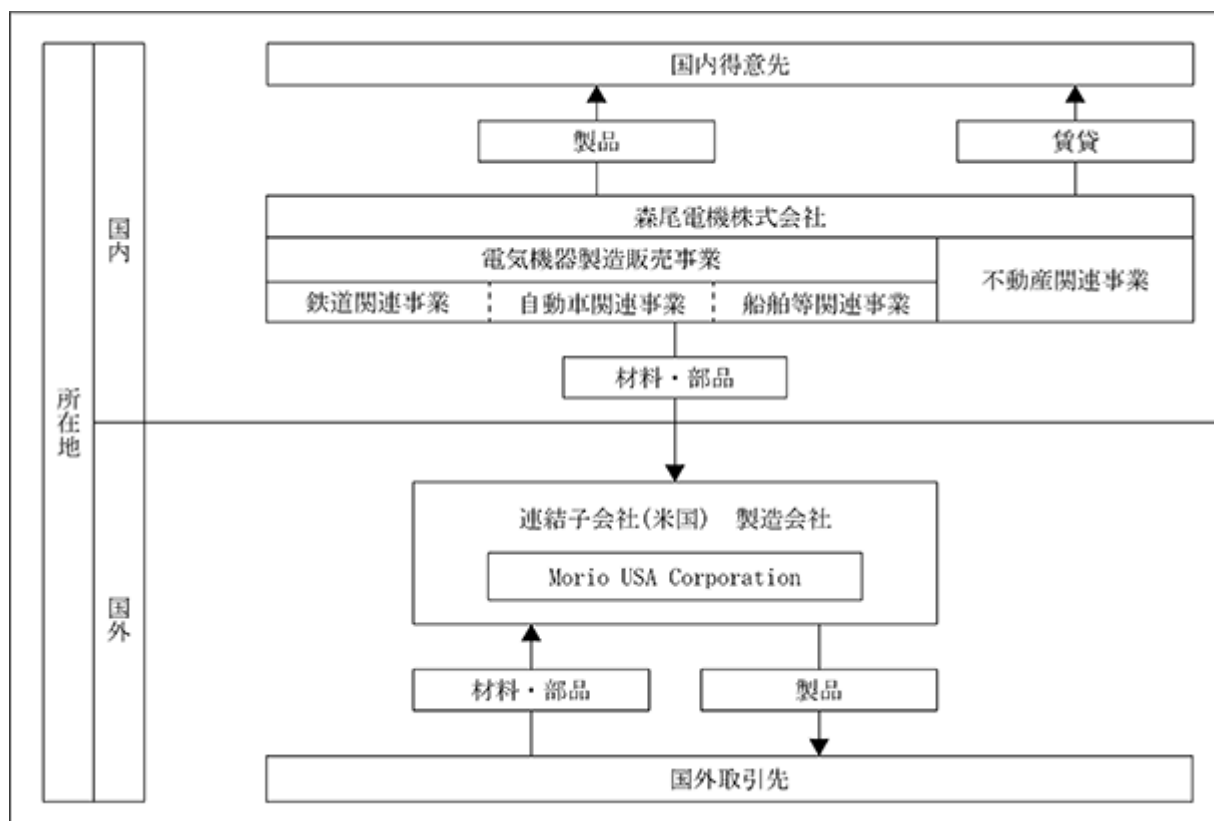 国内得意先
製品
賃貸
国内
森尾電機株式会社
電気機器製造販売事業
不動産関連事業
鉄道関連事業
自動車関連事業
船舶等関連事業
材料・部品
所在地
連結子会社(米国) 製造会社
Morio USA Corporation
国外
材料・部品
製品
国外取引先